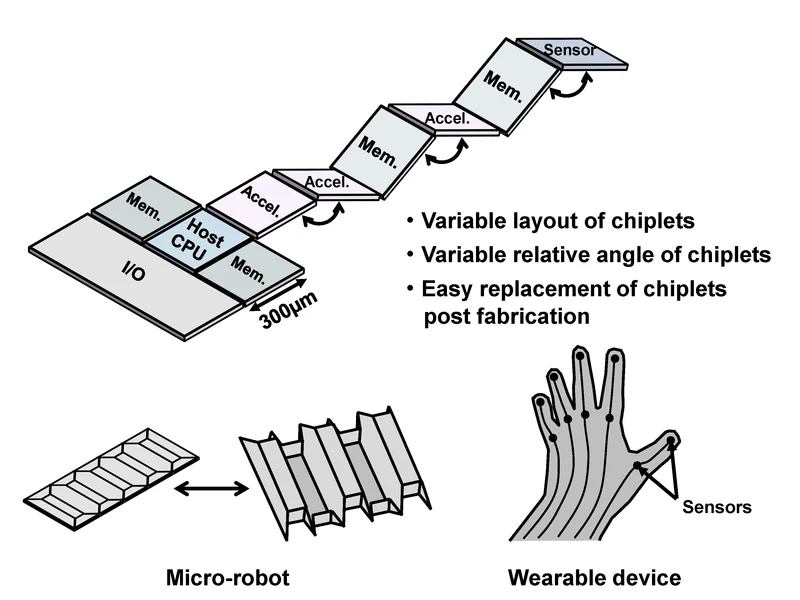 Sensor
Mem.
Accel.
Mem.
Accel.
Accel.
Mem.
Host
CPU
Mem.
I/O
300μm
• Variable layout of chiplets
• Variable relative angle of chiplets
• Easy replacement of chiplets
post fabrication
Sensors
Micro-robot
Wearable device